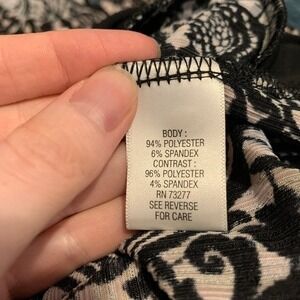 BODY :
94% POLYESTER
6% SPANDEX
CONTRAST :
96% POLYESTER
4% SPANDEX
RN 73277
SEE REVERSE
FOR CARE